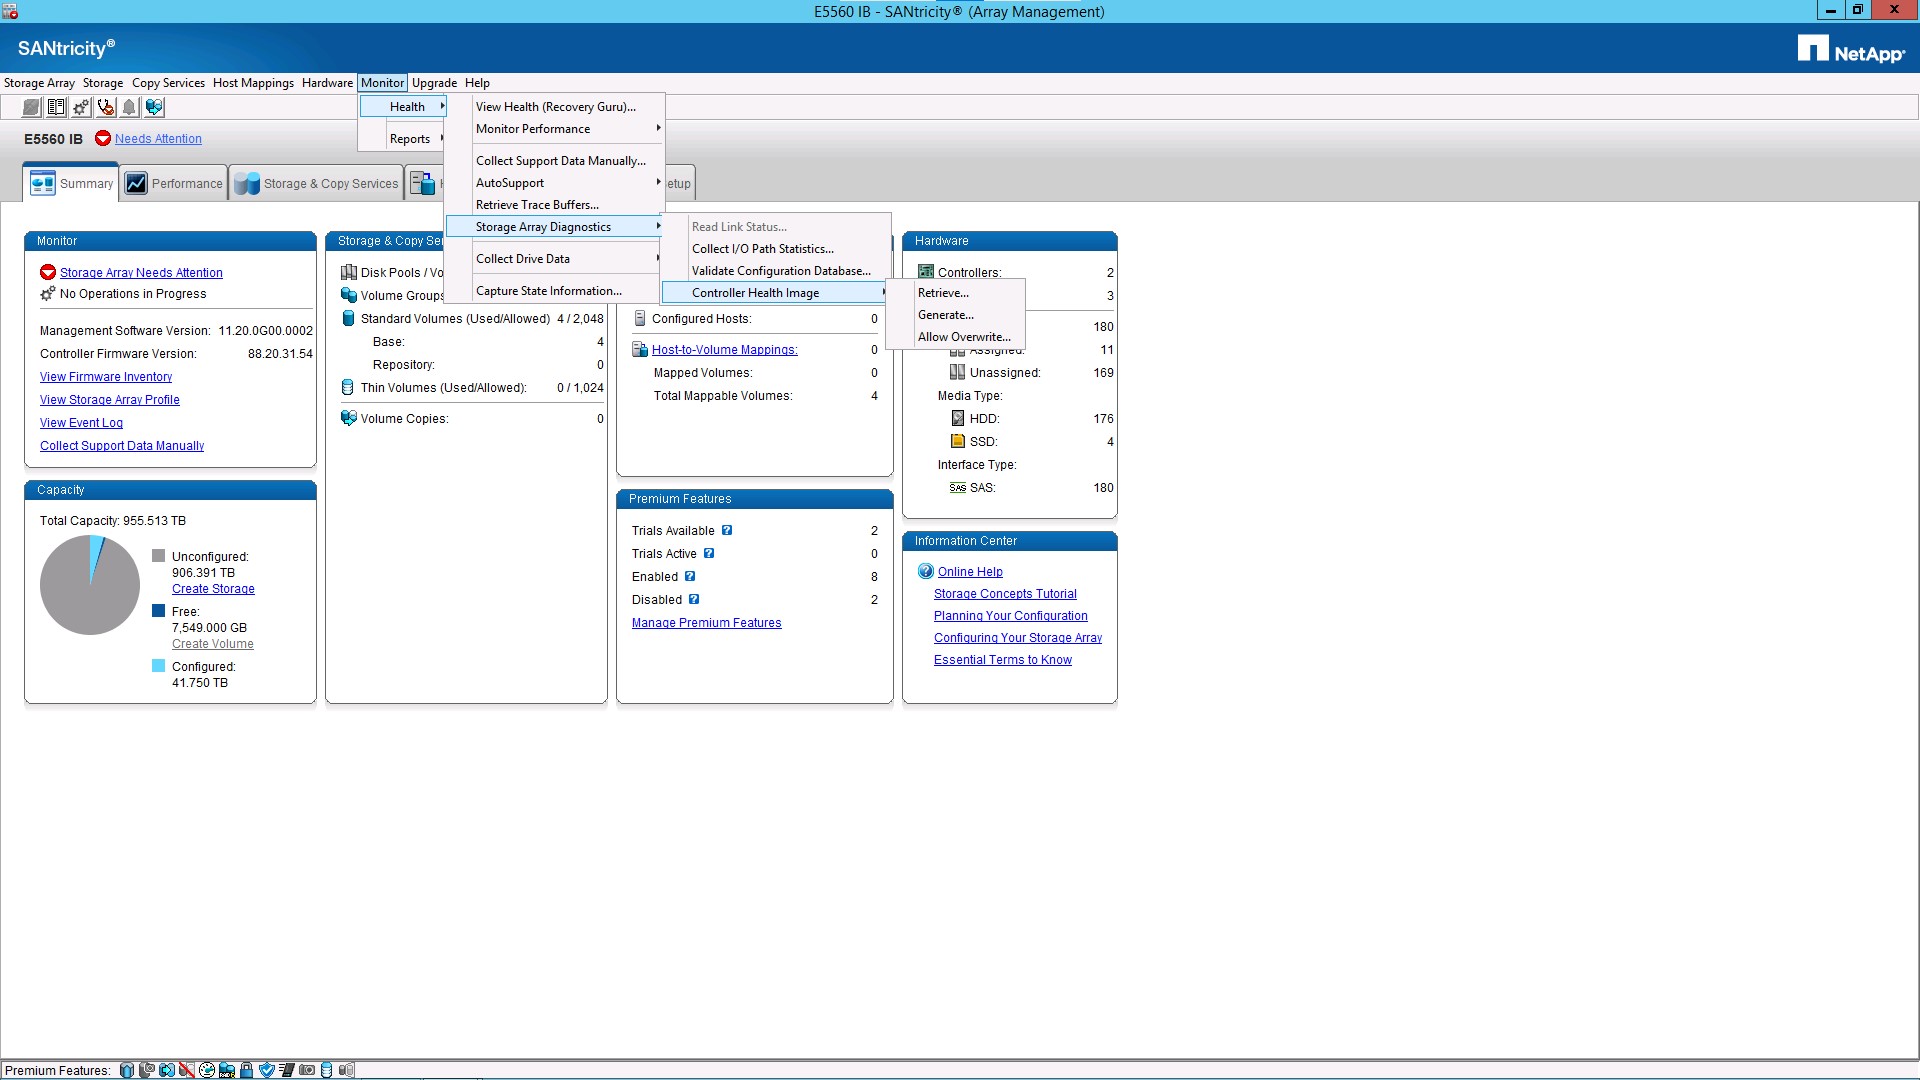 E5560 IB - SANtricity® (Array Management)
SANtricity®
NetApp®
Storage Array Storage Copy Services Host Mappings Hardware Monitor Upgrade Help
Health
Reports
View Health (Recovery Guru)...
Monitor Performance
Collect Support Data Manually...
AutoSupport
Retrieve Trace Buffers...
Storage Array Diagnostics
Collect Drive Data
Capture State Information...
Read Link Status...
Collect I/O Path Statistics...
Validate Configuration Database...
Controller Health Image
Retrieve...
Generate...
Allow Overwrite...
E5560 IB Needs Attention
Summary Performance Storage & Copy Services
etup
Monitor
Storage Array Needs Attention
No Operations in Progress
Management Software Version: 11.20.0G00.0002
Controller Firmware Version: 88.20.31.54
View Firmware Inventory
View Storage Array Profile
View Event Log
Collect Support Data Manually
Capacity
Total Capacity: 955.513 TB
Unconfigured:
906.391 TB
Create Storage
Free:
7,549.000 GB
Create Volume
Configured:
41.750 TB
Storage & Copy Ser
Disk Pools / Vo
Volume Groups
Standard Volumes (Used/Allowed) 4 / 2,048
Base: 4
Repository: 0
Thin Volumes (Used/Allowed): 0 / 1,024
Volume Copies: 0
Configured Hosts: 0
Host-to-Volume Mappings: 0
Mapped Volumes: 0
Total Mappable Volumes: 4
Premium Features
Trials Available 2
Trials Active 0
Enabled 8
Disabled 2
Manage Premium Features
Hardware
Controllers: 2
3
180
Assigned: 11
Unassigned: 169
Media Type:
HDD: 176
SSD: 4
Interface Type:
SAS SAS: 180
Information Center
Online Help
Storage Concepts Tutorial
Planning Your Configuration
Configuring Your Storage Array
Essential Terms to Know
Premium Features: